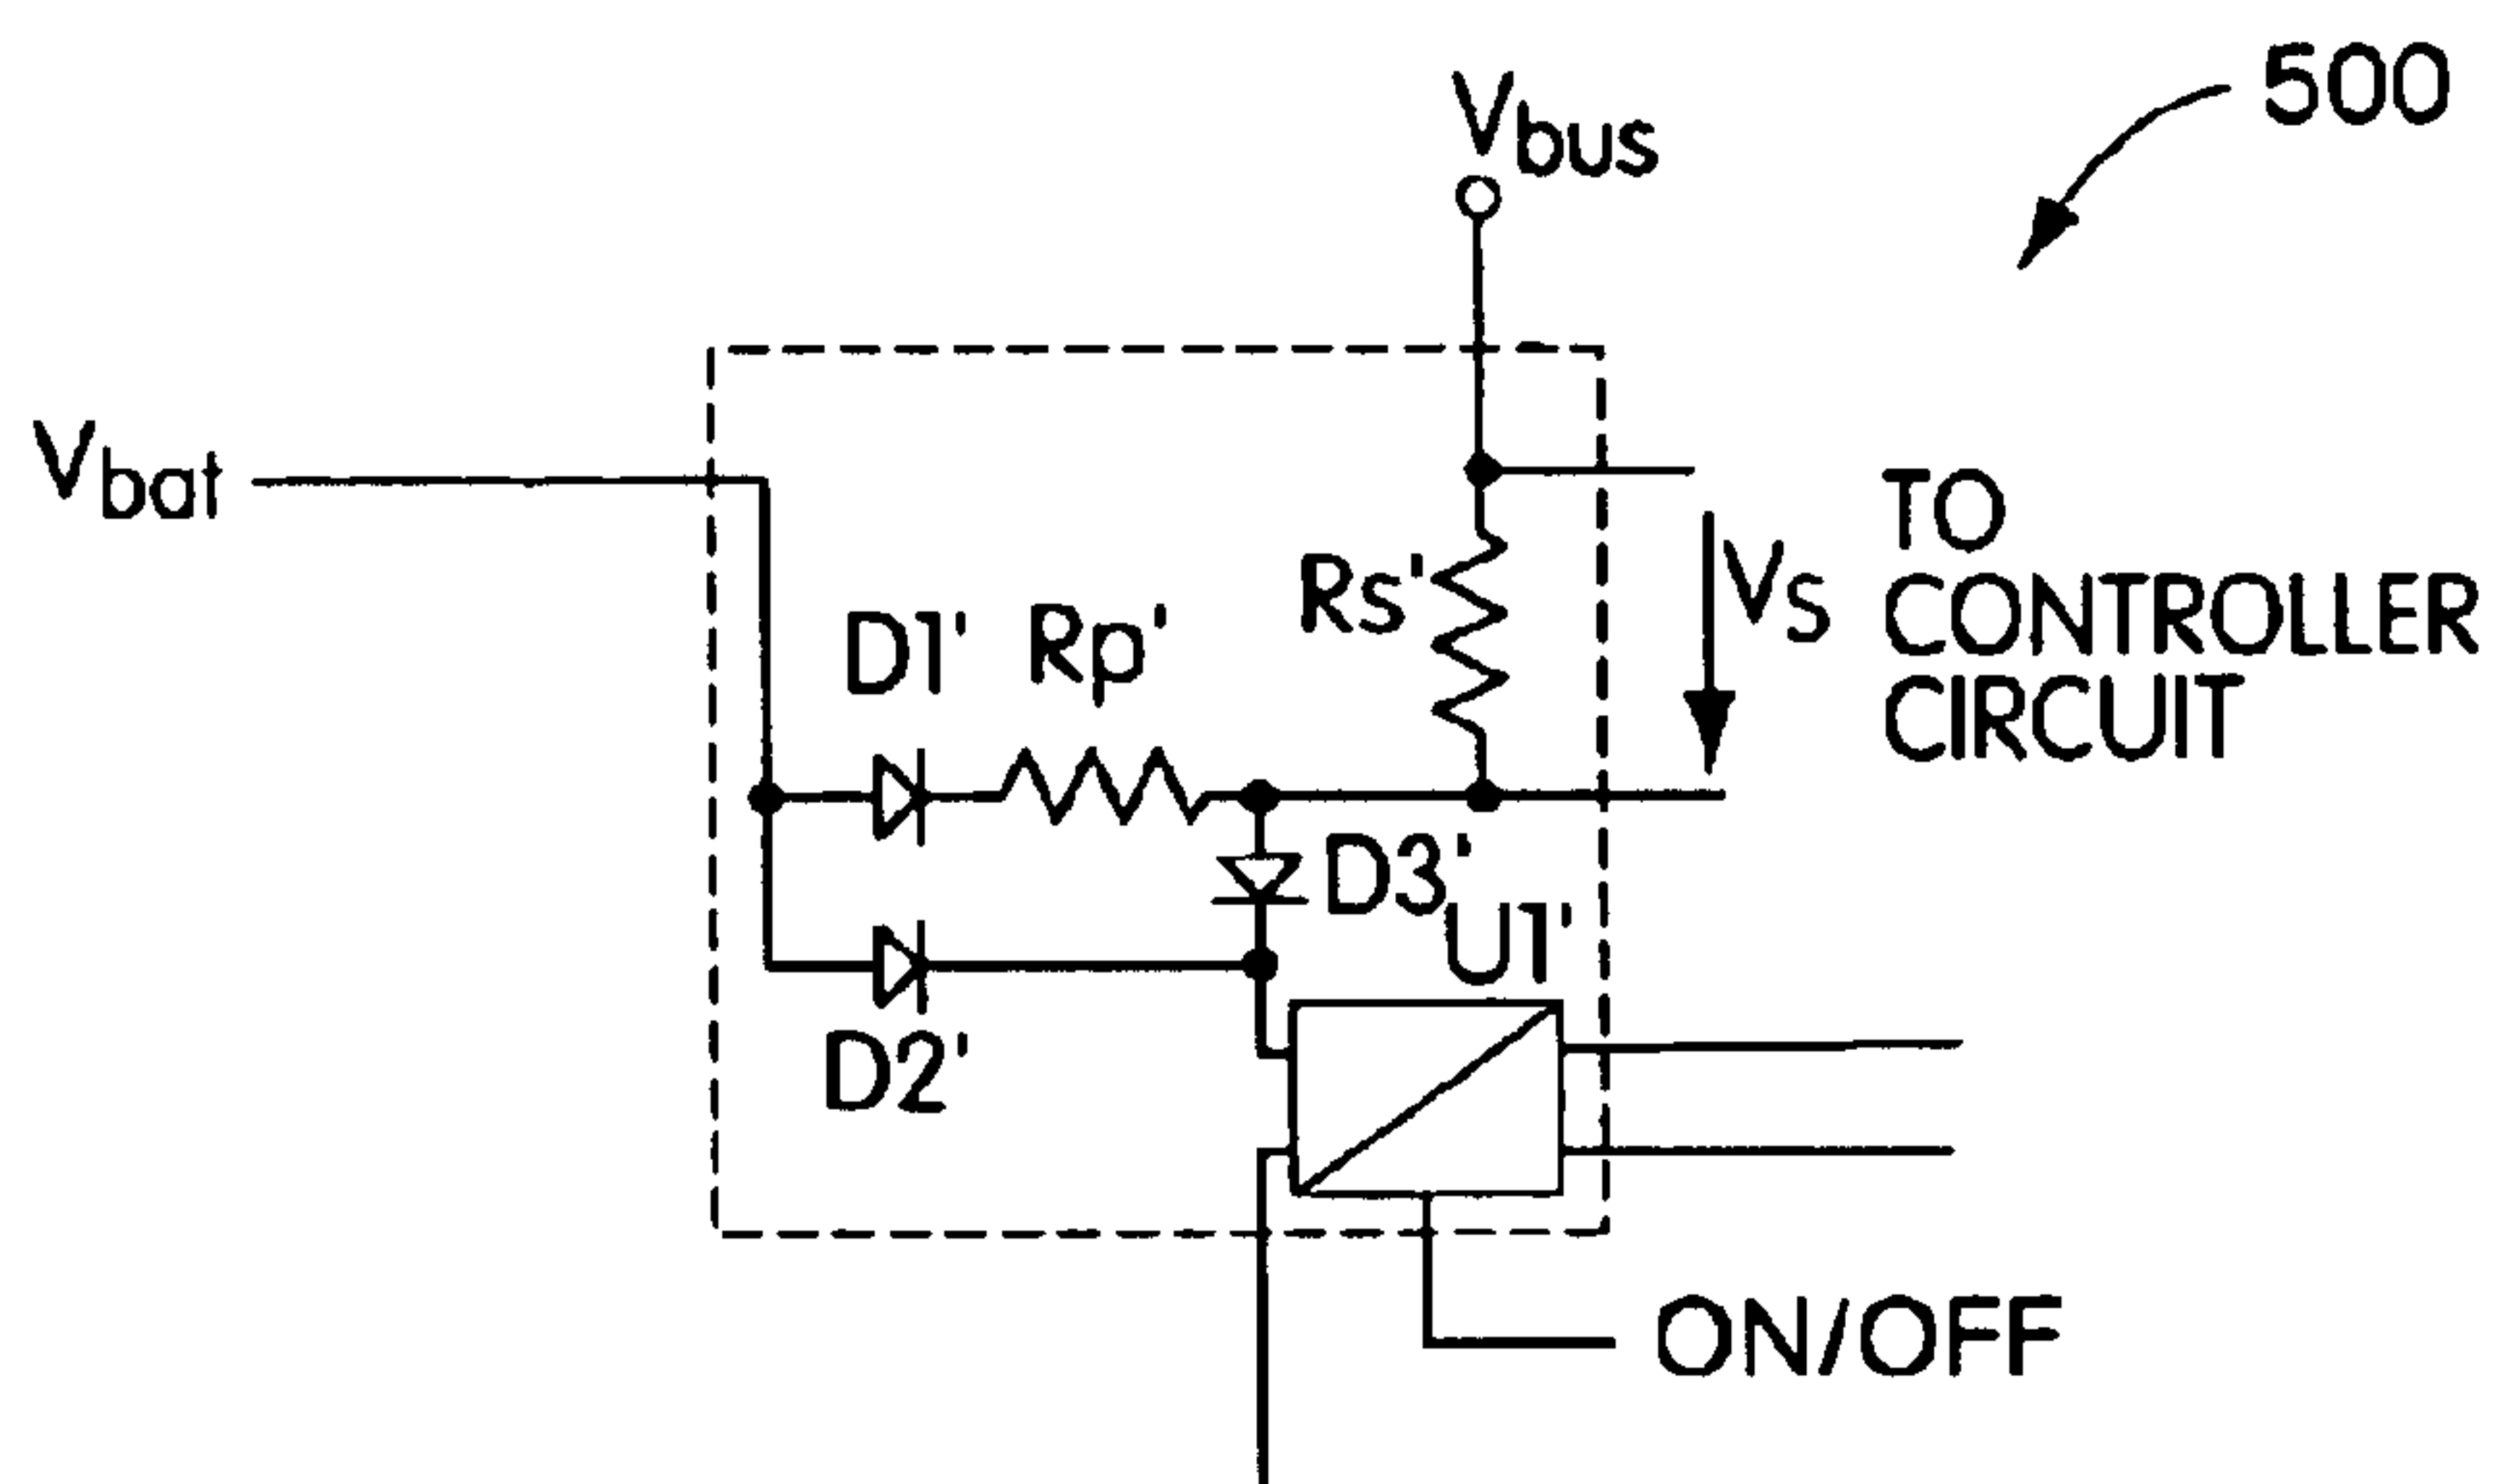 500
Vbus
Vbat
TO
CONTROLLER
CIRCUIT
Vs
Rs'
D1'
Rp'
D3'
U1'
D2'
ON/OFF